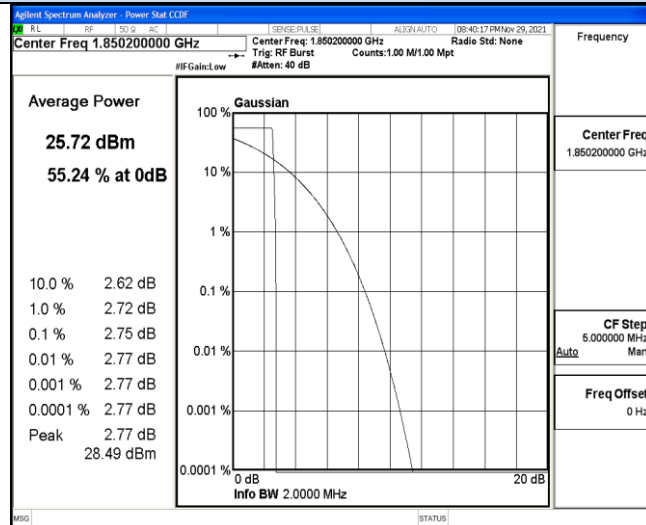 Agilent Spectrum Analyzer - Power Stat CCDF
RL RF 50 Ω AC SENSE:PULSE ALIGN AUTO 08:40:17 PM Nov 29, 2021
Center Freq 1.850200000 GHz
Center Freq: 1.850200000 GHz Radio Std: None
Trig: RF Burst Counts:1.00 M/1.00 Mpt
#IFGain:Low #Atten: 40 dB
Frequency
Average Power
25.72 dBm
55.24 % at 0dB
10.0 % 2.62 dB
1.0 % 2.72 dB
0.1 % 2.75 dB
0.01 % 2.77 dB
0.001 % 2.77 dB
0.0001 % 2.77 dB
Peak 2.77 dB
28.49 dBm
Gaussian
100 %
10 %
1 %
0.1 %
0.01 %
0.001 %
0.0001 %
0 dB 20 dB
Info BW 2.0000 MHz
Center Freq
1.850200000 GHz
CF Step
5.000000 MHz
Auto Man
Freq Offset
0 Hz
MSG STATUS